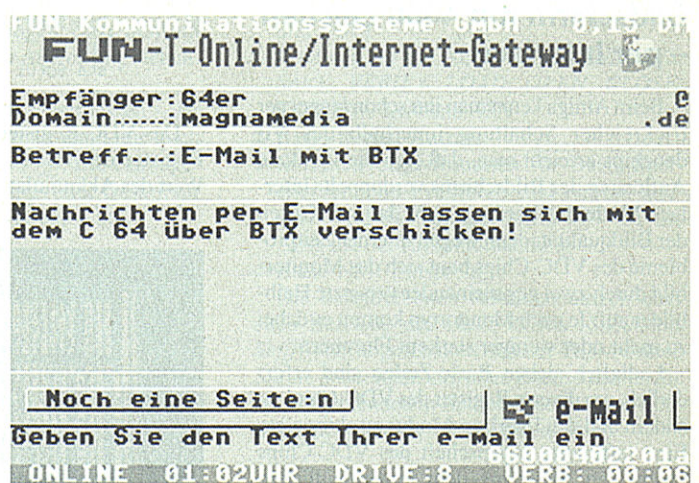 FUN Kommunikationssysteme GmbH 0,15 DM
FUN-T-Online/Internet-Gateway
Empfänger:64er @
Domain.....:magnamedia .de
Betreff....:E-Mail mit BTX
Nachrichten per E-Mail lassen sich mit
dem C 64 über BTX verschicken!
Noch eine Seite:n
e-mail
Geben Sie den Text Ihrer e-mail ein
66000402201a
ONLINE 01:02UHR DRIVE:8 VERB: 00:06